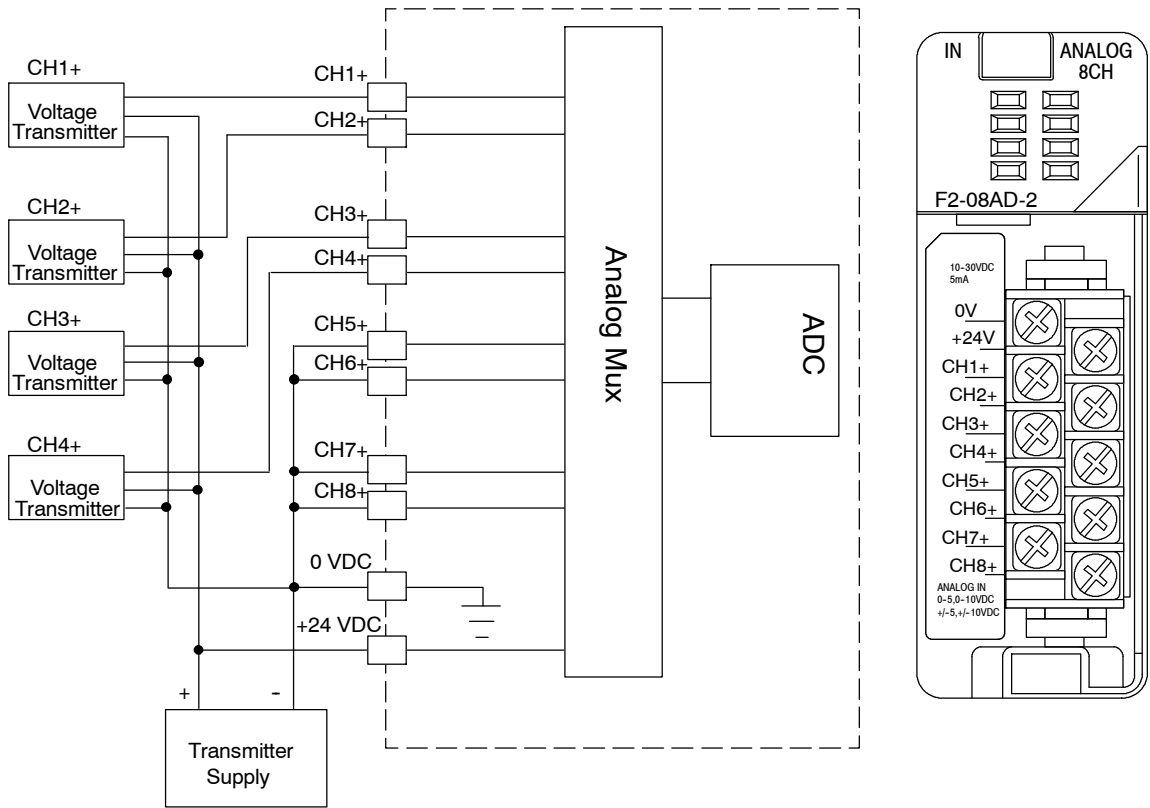 CH1+
Voltage
Transmitter
CH2+
Voltage
Transmitter
CH3+
Voltage
Transmitter
CH4+
Voltage
Transmitter
CH1+
CH2+
CH3+
CH4+
CH5+
CH6+
CH7+
CH8+
0 VDC
+24 VDC
+ -
Transmitter
Supply
Analog Mux
ADC
IN ANALOG
8CH
F2-08AD-2
10-30VDC
5mA
0V
+24V
CH1+
CH2+
CH3+
CH4+
CH5+
CH6+
CH7+
CH8+
ANALOG IN
0-5,0-10VDC
+/-5,+/-10VDC